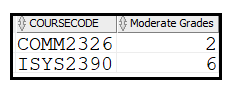 COURSECODE Moderate Grades
COMM2326 2
ISYS2390 6